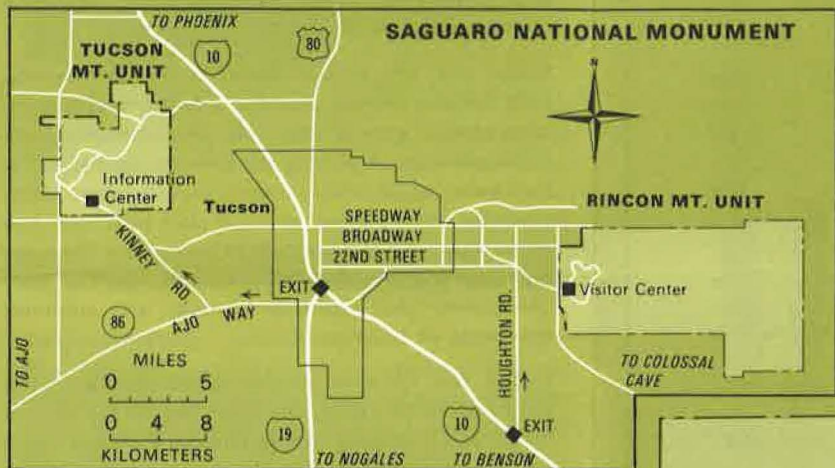 SAGUARO NATIONAL MONUMENT
TO PHOENIX
80
10
TUCSON
MT. UNIT
N
Information
Center
Tucson
SPEEDWAY
BROADWAY
22ND STREET
RINCON MT. UNIT
KINNEY
RD.
EXIT
Visitor Center
86
AJO WAY
HOUGHTON RD.
TO AJO
MILES
0 5
0 4 8
KILOMETERS
TO COLOSSAL
CAVE
19
TO NOGALES
10
EXIT
TO BENSON